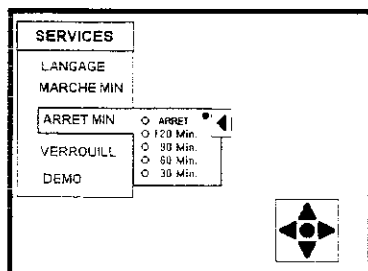 SERVICES
LANGAGE
MARCHE MIN
ARRET MIN
ARRET
120 Min.
90 Min.
60 Min.
30 Min.
VERROUILL
DEMO